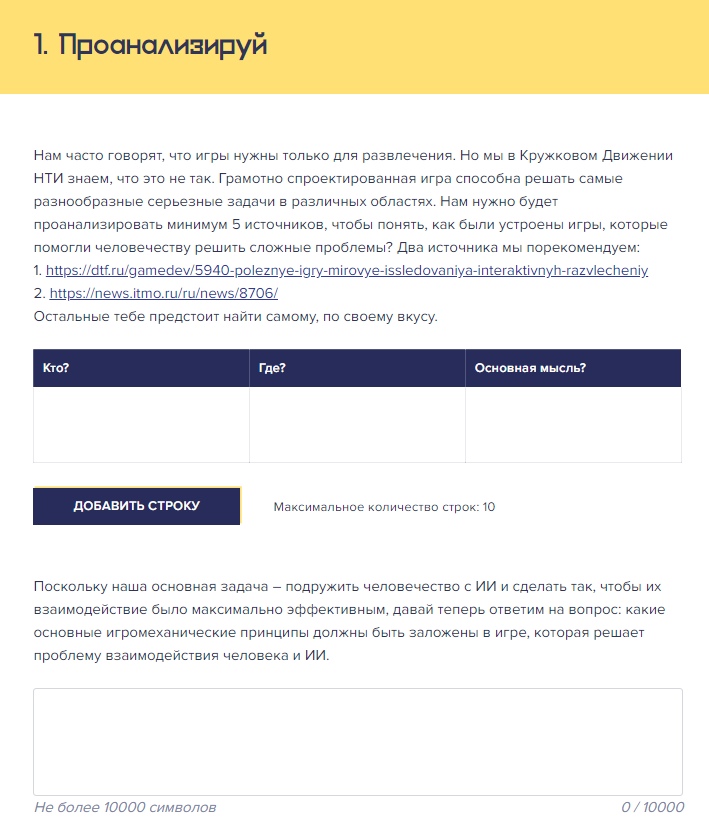 1. Проанализируй
Нам часто говорят, что игры нужны только для развлечения. Но мы в Кружковом Движении
НТИ знаем, что это не так. Грамотно спроектированная игра способна решать самые
разнообразные серьезные задачи в различных областях. Нам нужно будет
проанализировать минимум 5 источников, чтобы понять, как были устроены игры, которые
помогли человечеству решить сложные проблемы? Два источника мы порекомендуем:
1. https://dtf.ru/gamedev/5940-poleznye-igry-mirovye-issledovaniya-interaktivnyh-razvlecheniy
2. https://news.itmo.ru/ru/news/8706/
Остальные тебе предстоит найти самому, по своему вкусу.
Кто? Где? Основная мысль?
ДОБАВИТЬ СТРОКУ Максимальное количество строк: 10
Поскольку наша основная задача – подружить человечество с ИИ и сделать так, чтобы их
взаимодействие было максимально эффективным, давай теперь ответим на вопрос: какие
основные игромеханические принципы должны быть заложены в игре, которая решает
проблему взаимодействия человека и ИИ.
Не более 10000 символов 0 / 10000